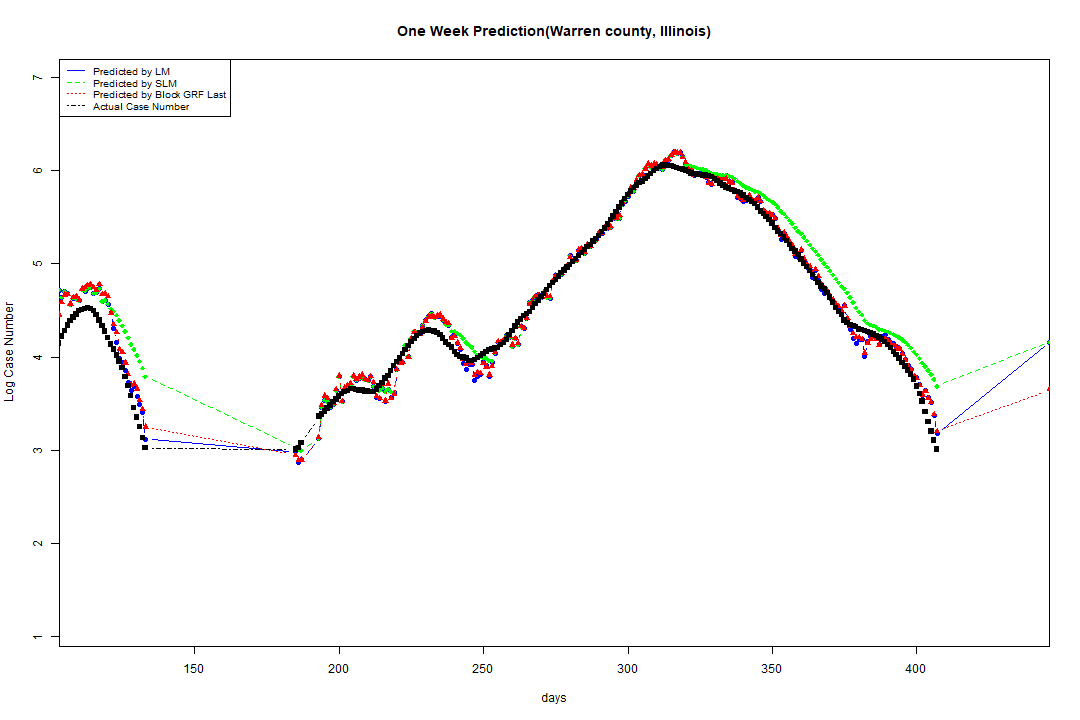 One Week Prediction(Warren county, Illinois)
Predicted by LM
Predicted by SLM
Predicted by Block GRF Last
Actual Case Number
7
6
5
4
3
2
1
Log Case Number
150 200 250 300 350 400
days